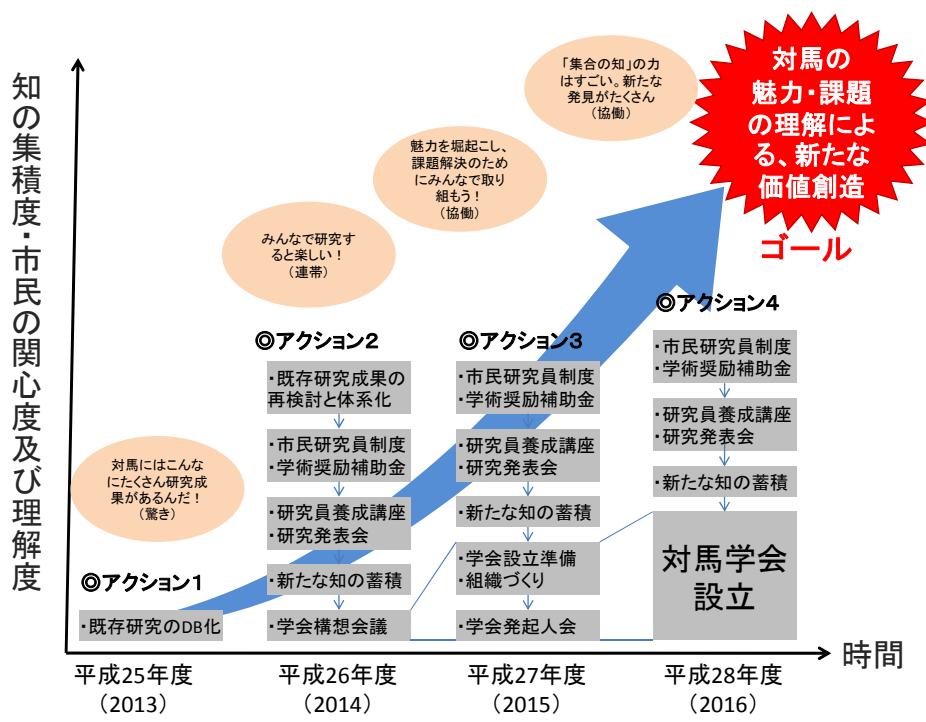 知の集積度・市民の関心度及び理解度
「集合の知」の力
はすごい。新たな
発見がたくさん
(協働)
対馬の
魅力・課題
の理解によ
る、新たな
価値創造
ゴール
魅力を堀起こし、
課題解決のため
にみんなで取り
組もう！
(協働)
みんなで研究す
ると楽しい！
(連帯)
対馬にはこんな
にたくさん研究成
果があるんだ！
(驚き)
◎アクション1
・既存研究のDB化
◎アクション2
・既存研究成果の
再検討と体系化
・市民研究員制度
・学術奨励補助金
・研究員養成講座
・研究発表会
・新たな知の蓄積
・学会構想会議
◎アクション3
・市民研究員制度
・学術奨励補助金
・研究員養成講座
・研究発表会
・新たな知の蓄積
・学会設立準備
・組織づくり
・学会発起人会
◎アクション4
・市民研究員制度
・学術奨励補助金
・研究員養成講座
・研究発表会
・新たな知の蓄積
対馬学会
設立
時間
平成25年度
（2013）
平成26年度
（2014）
平成27年度
（2015）
平成28年度
（2016）